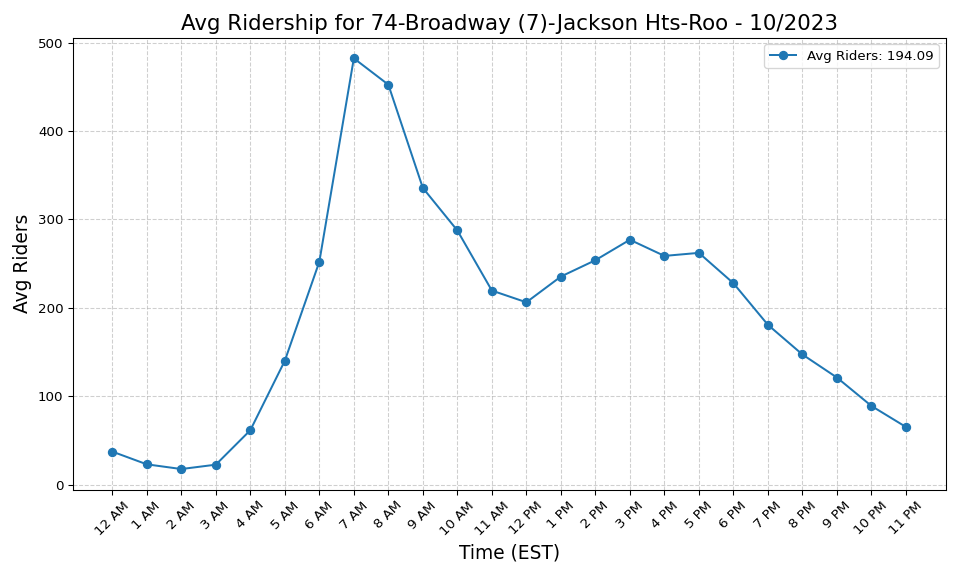 Avg Ridership for 74-Broadway (7)-Jackson Hts-Roo - 10/2023
Avg Riders: 194.09
500
400
300
200
100
0
Avg Riders
12 AM
1 AM
2 AM
3 AM
4 AM
5 AM
6 AM
7 AM
8 AM
9 AM
10 AM
11 AM
12 PM
1 PM
2 PM
3 PM
4 PM
5 PM
6 PM
7 PM
8 PM
9 PM
10 PM
11 PM
Time (EST)